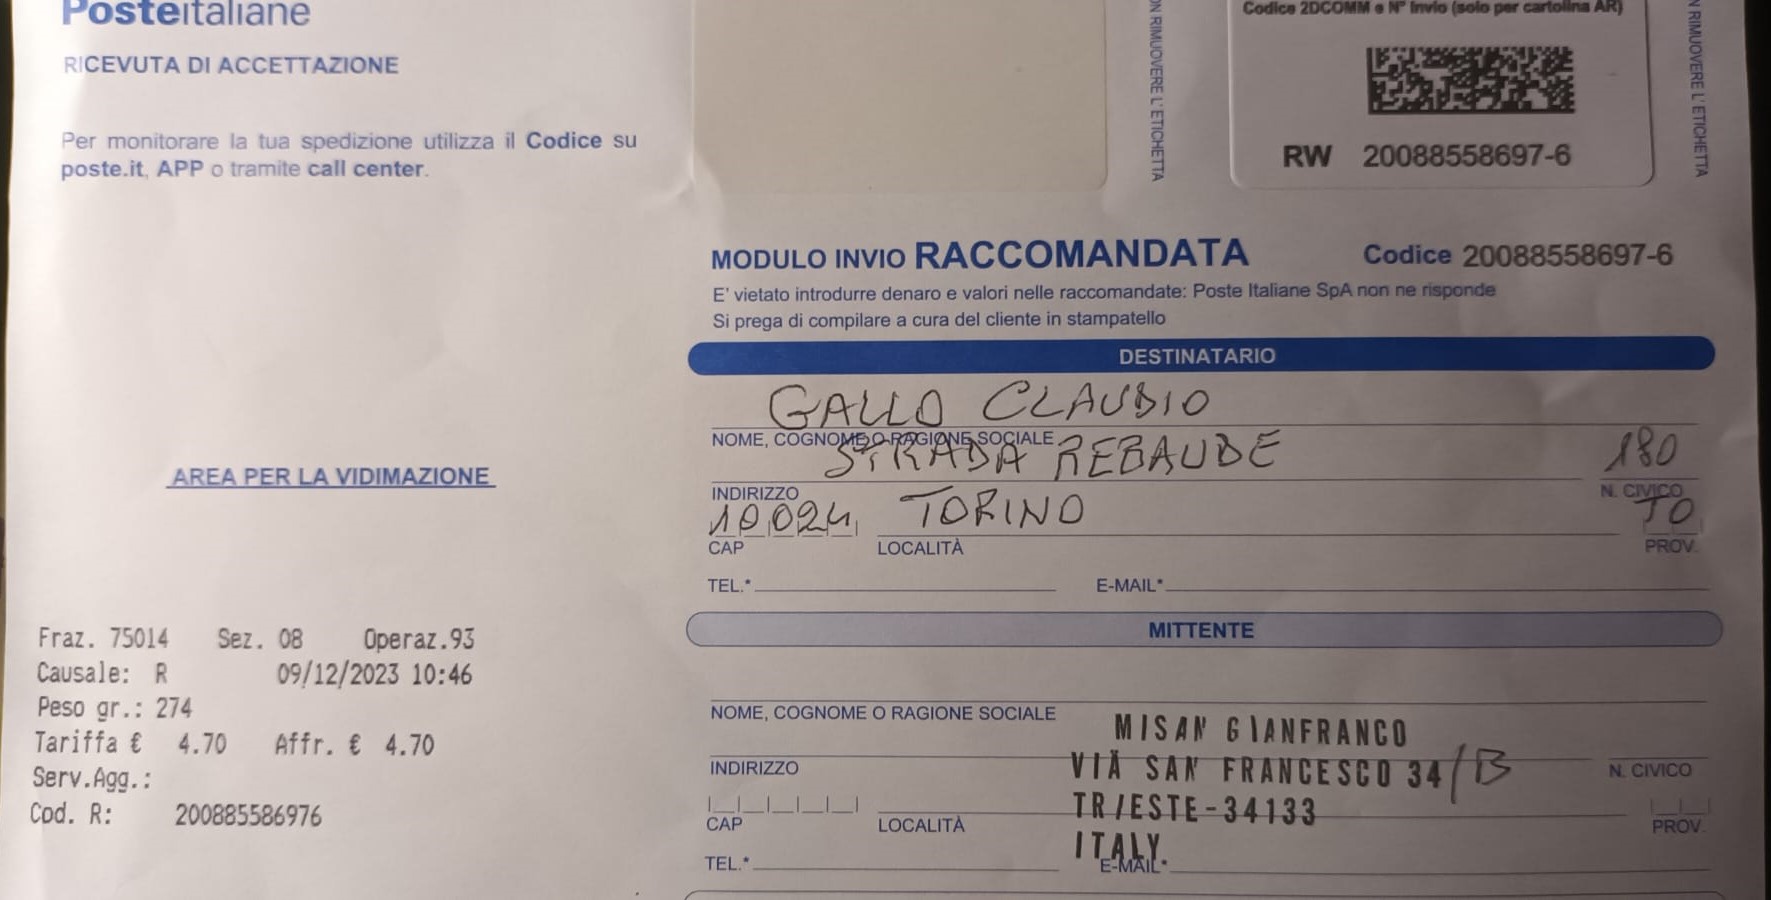 Posteitaliane
RICEVUTA DI ACCETTAZIONE
Per monitorare la tua spedizione utilizza il Codice su
poste.it, APP o tramite call center.
AREA PER LA VIDIMAZIONE
Fraz. 75014 Sez. 08 Operaz.93
Causale: R 09/12/2023 10:46
Peso gr.: 274
Tariffa € 4.70 Affr. € 4.70
Serv.Agg.:
Cod. R: 200885586976
RIMUOVERE L'ETICHETTA
Codice 2DCOMM e N° Invio (solo per cartolina AR)
RW 20088558697-6
RIMUOVERE L'ETICHETTA
MODULO INVIO RACCOMANDATA Codice 20088558697-6
E' vietato introdurre denaro e valori nelle raccomandate: Poste Italiane SpA non ne risponde
Si prega di compilare a cura del cliente in stampatello
DESTINATARIO
GALLO CLAUDIO
NOME, COGNOME O RAGIONE SOCIALE
STRADA REBAUDE 180
INDIRIZZO N. CIVICO
10024 TORINO TO
CAP LOCALITÀ PROV.
TEL.* E-MAIL*
MITTENTE
NOME, COGNOME O RAGIONE SOCIALE
MISAN GIANFRANCO
INDIRIZZO VIA SAN FRANCESCO 34/B N. CIVICO
TRIESTE-34133
CAP LOCALITÀ PROV.
ITALY.
TEL.* E-MAIL*